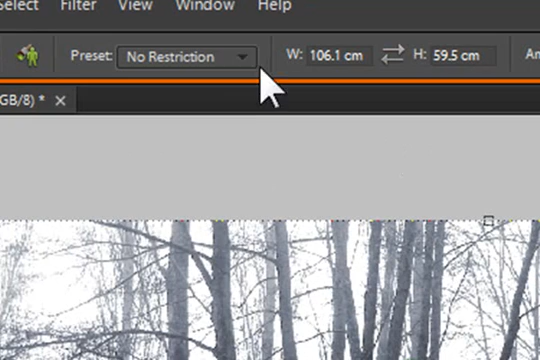 Select Filter View Window Help
Preset: No Restriction W: 106.1 cm H: 59.5 cm
GB/8) * ×